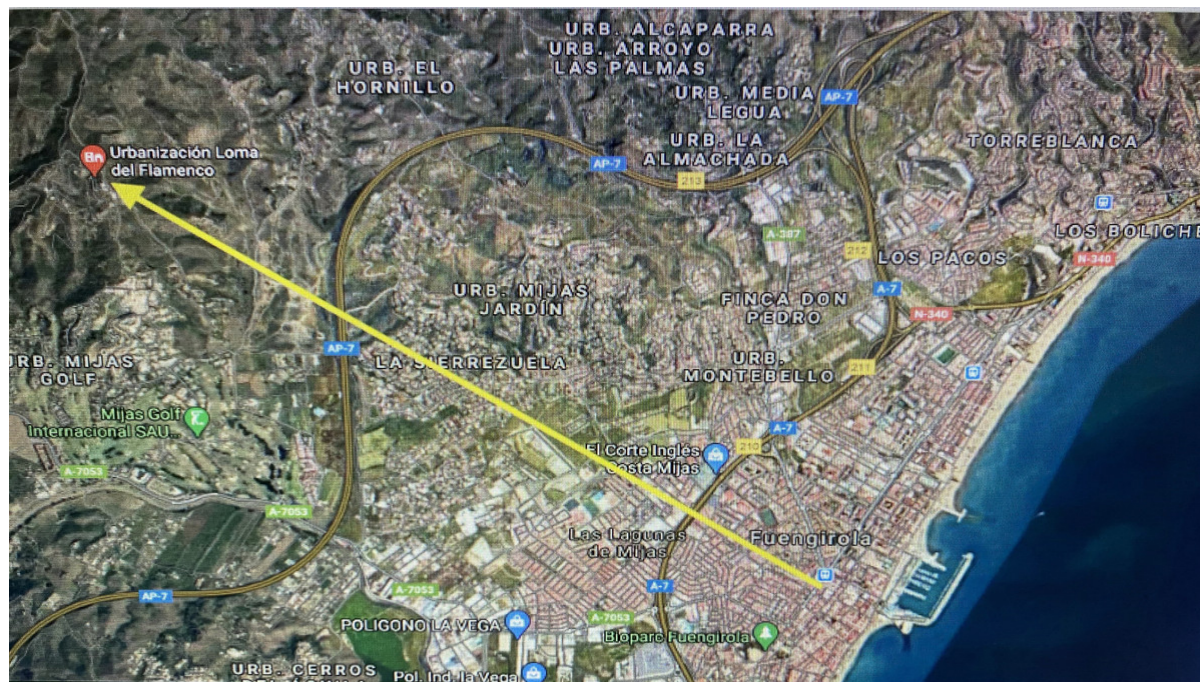 URB. ALCAPARRA
URB. ARROYO
LAS PALMAS
URB. EL
HORNILLO
URB. MEDIA
LEGUA
AP-7
URB. LA
ALMACHADA
TORREBLANCA
Urbanización Loma
del Flamenco
AP-7
213
A-387
LOS BOLICHE
212
LOS PACOS
N-340
URB. MIJAS
JARDÍN
FINCA DON
PEDRO
A-7
N-340
AP-7
LA SIERREZUELA
URB. MIJAS
GOLF
URB.
MONTEBELLO
211
Mijas Golf
Internacional SAU...
A-7
210
El Corte Inglés
Costa Mijas
A-7053
A-7053
Las Lagunas
de Mijas
Fuengirola
AP-7
A-7053
A-7
A-7053
POLIGONO LA VEGA
Bioparc Fuengirola
URB. CERROS
Pol. Ind. la Vega